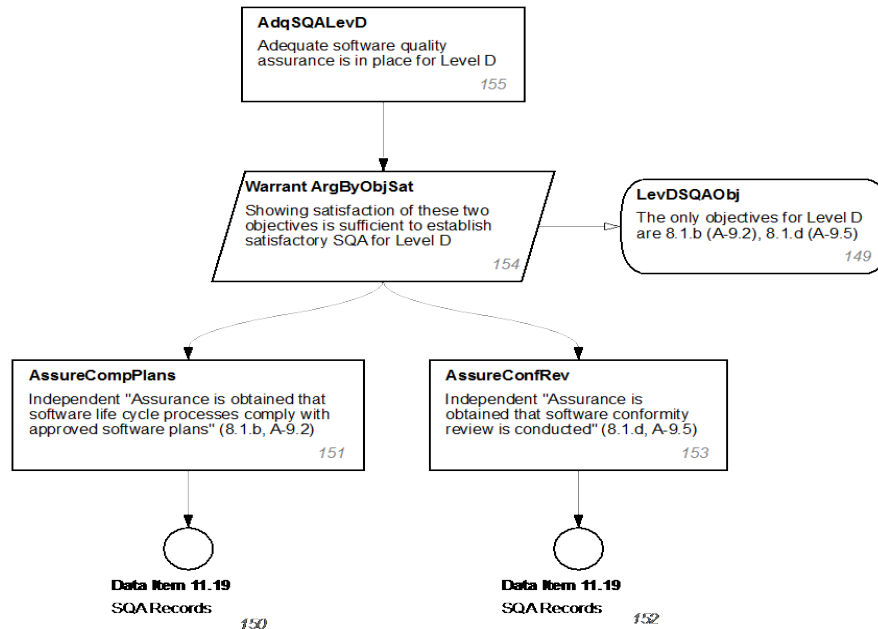 AdqSQALevD
Adequate software quality
assurance is in place for Level D
155
Warrant ArgByObjSat
Showing satisfaction of these two
objectives is sufficient to establish
satisfactory SQA for Level D
154
LevDSQAObj
The only objectives for Level D
are 8.1.b (A-9.2), 8.1.d (A-9.5)
149
AssureCompPlans
Independent "Assurance is obtained that
software life cycle processes comply with
approved software plans" (8.1.b, A-9.2)
151
AssureConfRev
Independent "Assurance is
obtained that software conformity
review is conducted" (8.1.d, A-9.5)
153
Data Item 11.19
SQA Records
150
Data Item 11.19
SQA Records
152